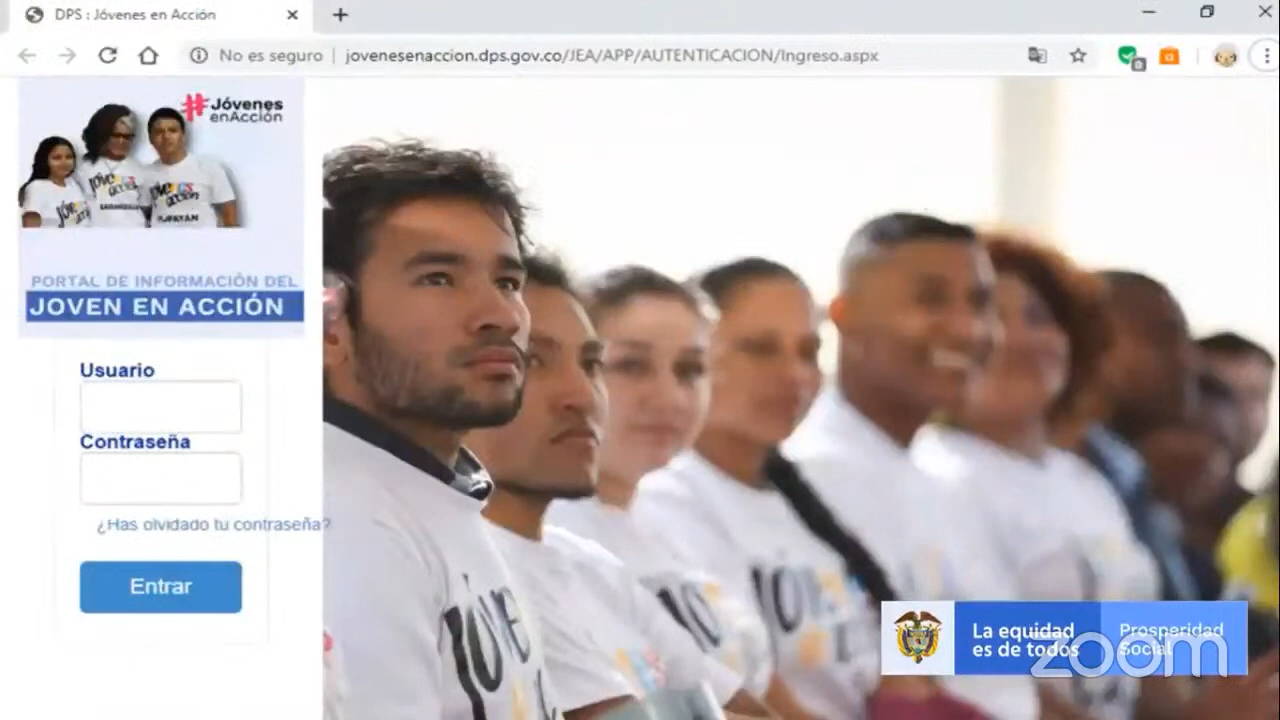 DPS : Jóvenes en Acción
No es seguro | jovenesenaccion.dps.gov.co/JEA/APP/AUTENTICACION/Ingreso.aspx
#Jóvenes
enAcción
PORTAL DE INFORMACIÓN DEL
JOVEN EN ACCIÓN
Usuario
Contraseña
¿Has olvidado tu contraseña?
Entrar
La equidad
es de todos
Prosperidad
Social
zoom